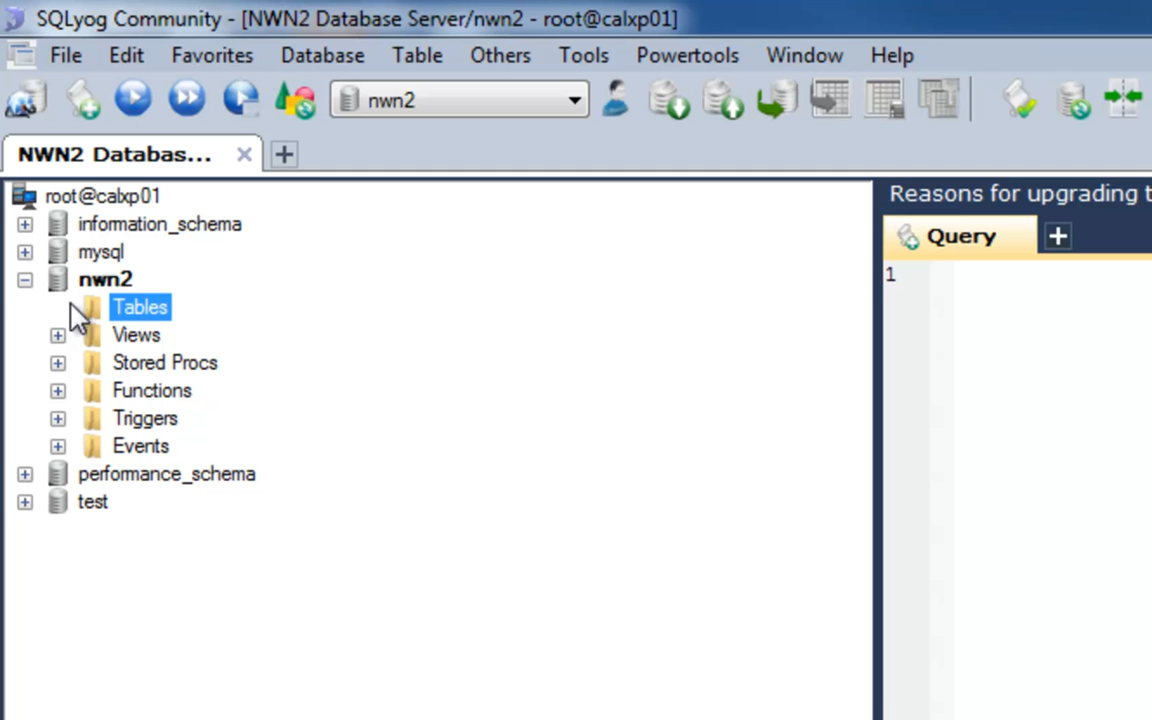 SQLyog Community - [NWN2 Database Server/nwn2 - root@calxp01]
File Edit Favorites Database Table Others Tools Powertools Window Help
nwn2
NWN2 Databas...
root@calxp01
information_schema
mysql
nwn2
Tables
Views
Stored Procs
Functions
Triggers
Events
performance_schema
test
Reasons for upgrading t
Query
1